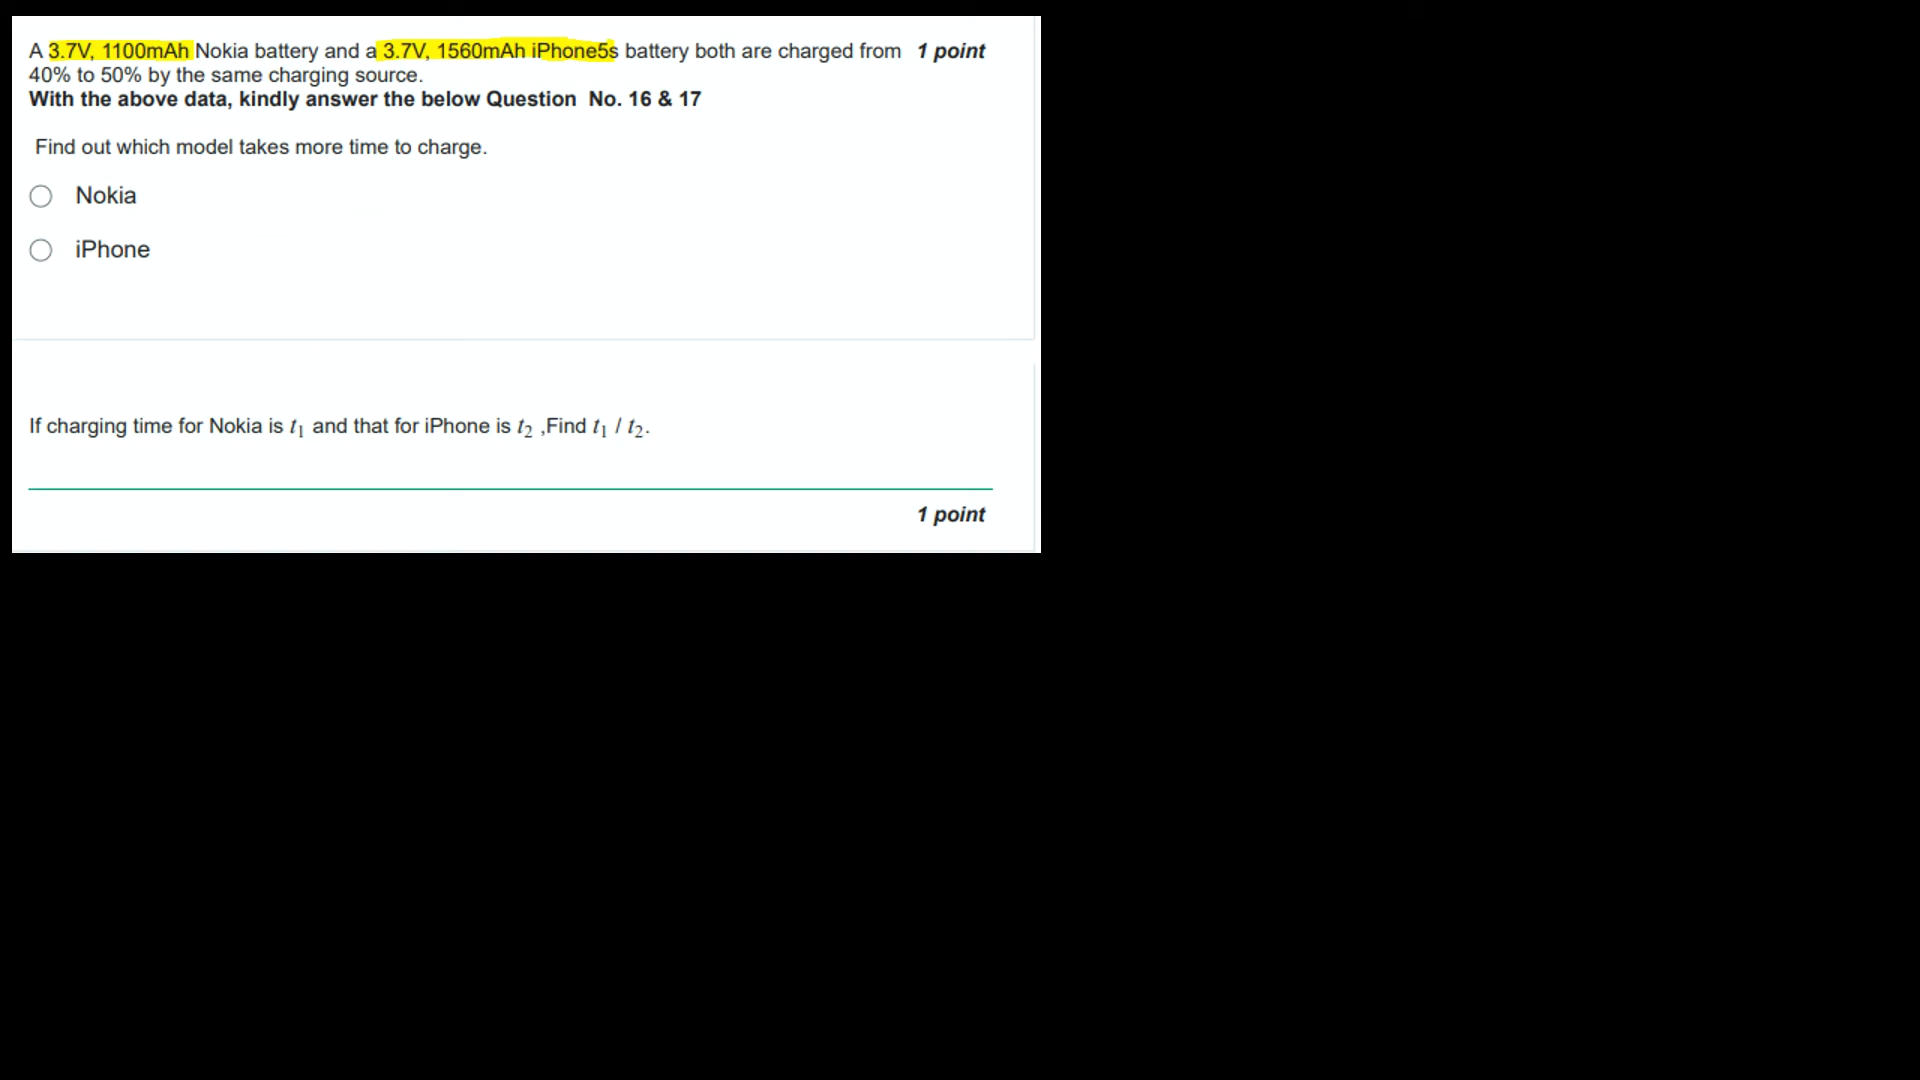 A 3.7V, 1100mAh Nokia battery and a 3.7V, 1560mAh iPhone5s battery both are charged from 1 point
40% to 50% by the same charging source.
With the above data, kindly answer the below Question No. 16 & 17
Find out which model takes more time to charge.
Nokia
iPhone
If charging time for Nokia is t₁ and that for iPhone is t₂ ,Find t₁ / t₂.
1 point